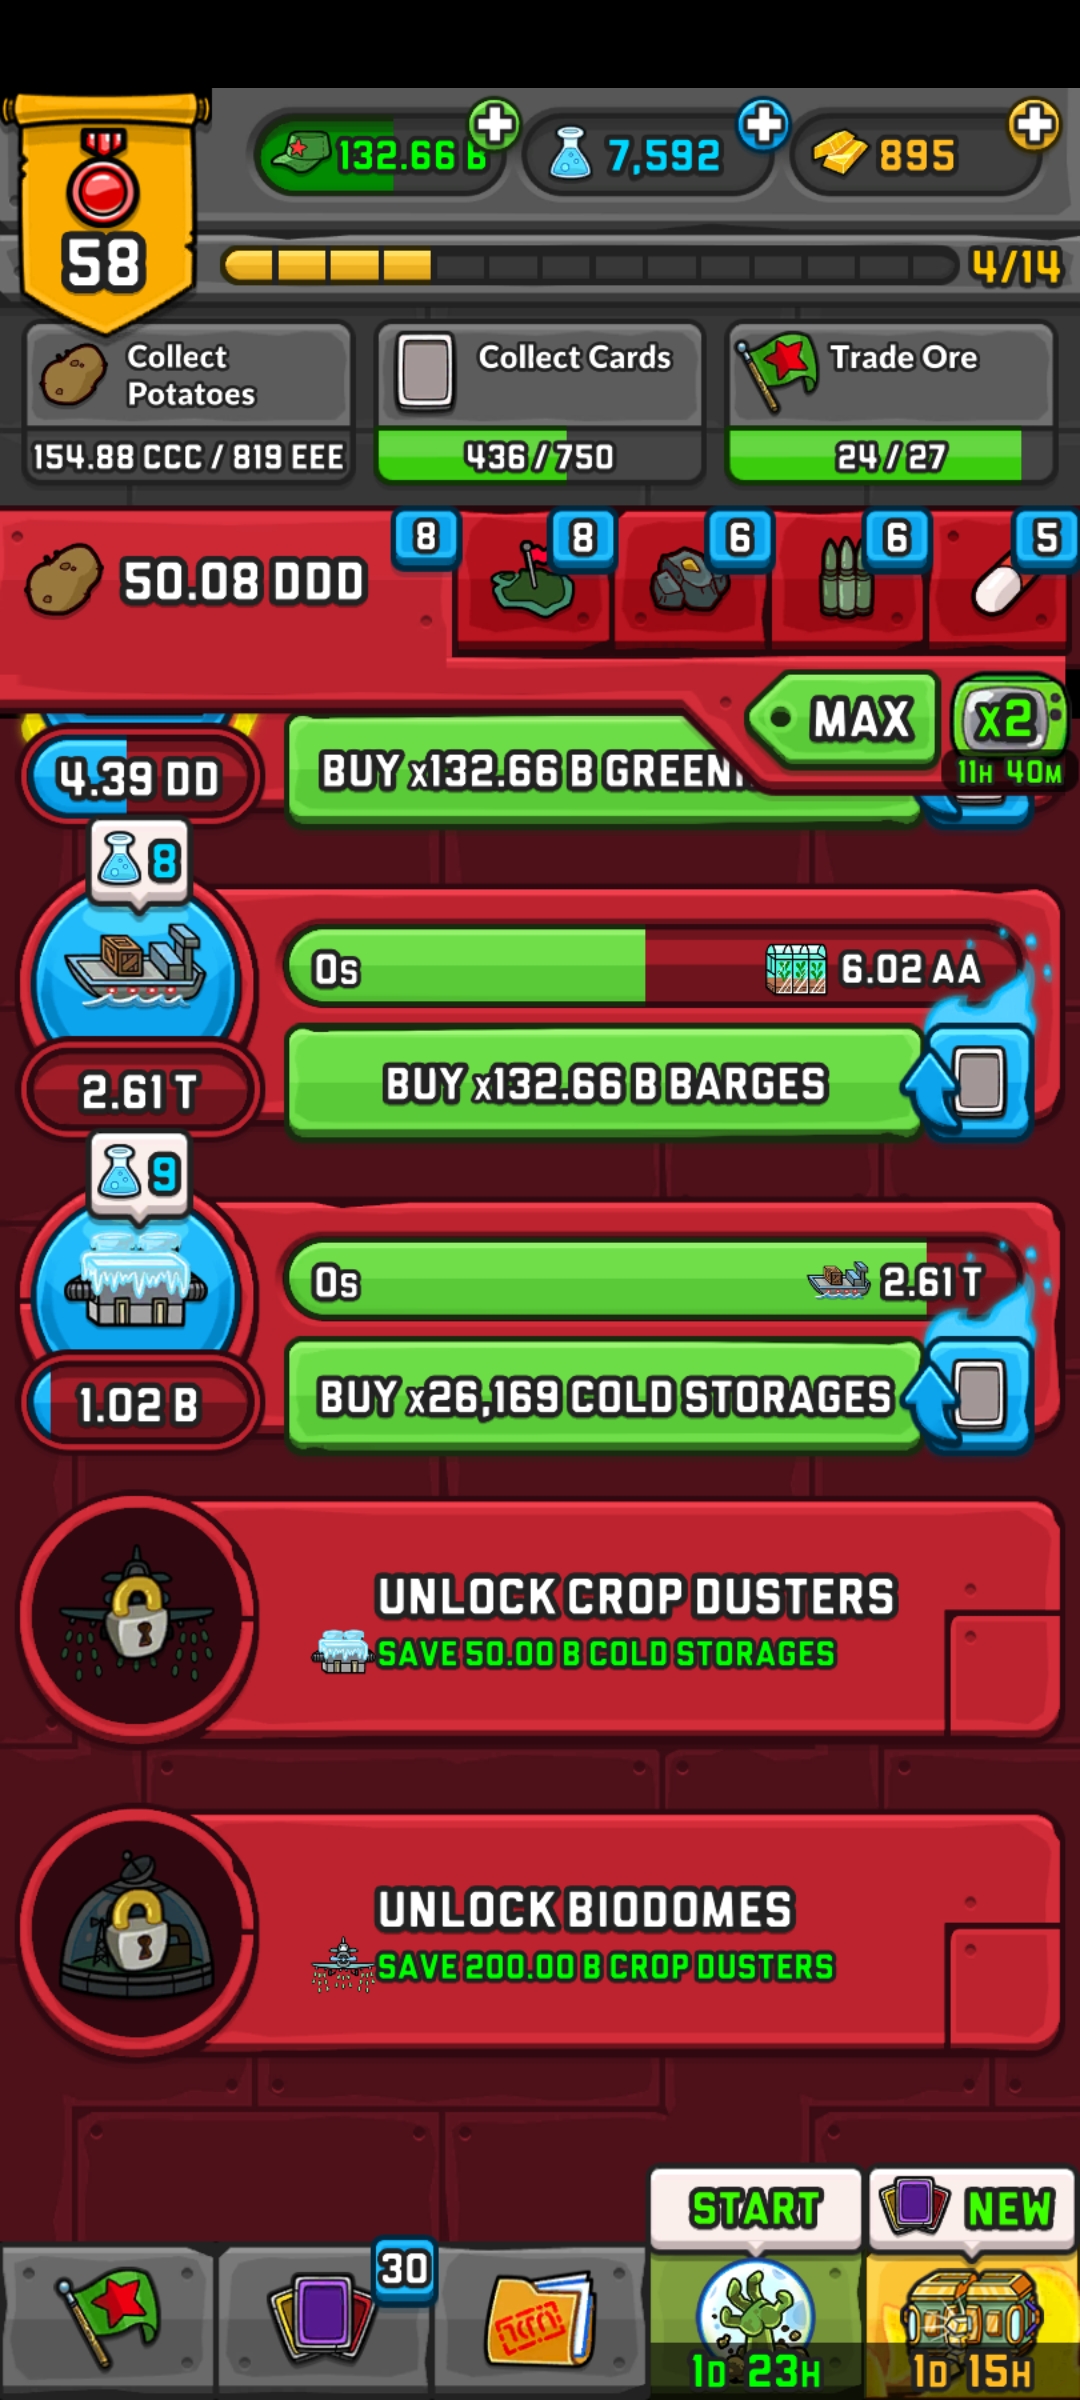 132.66 B
7,592
895
58
4/14
Collect Potatoes
154.88 CCC / 819 EEE
Collect Cards
436 / 750
Trade Ore
24 / 27
50.08 DDD
8
8
6
6
5
MAX
x2
11H 40M
4.39 DD
BUY x132.66 B GREEN
8
0s
6.02 AA
2.61 T
BUY x132.66 B BARGES
9
0s
2.61 T
1.02 B
BUY x26,169 COLD STORAGES
UNLOCK CROP DUSTERS
SAVE 50.00 B COLD STORAGES
UNLOCK BIODOMES
SAVE 200.00 B CROP DUSTERS
30
START
1D 23H
NEW
1D 15H